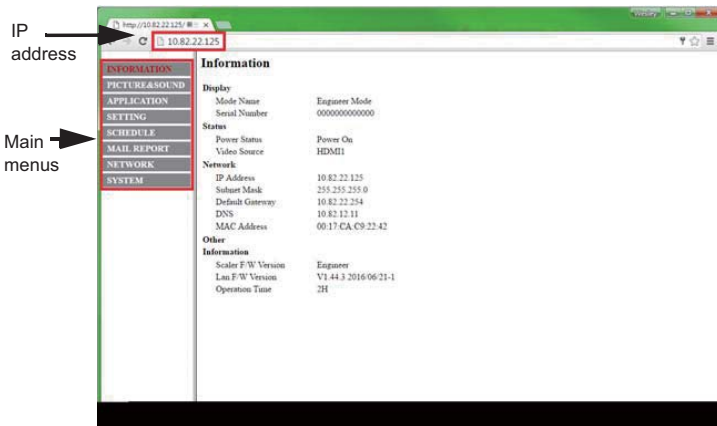 IP
address
Main
menus
http://10.82.22.125/
10.82.22.125
INFORMATION
PICTURE&SOUND
APPLICATION
SETTING
SCHEDULE
MAIL REPORT
NETWORK
SYSTEM
Information
Display
Mode Name Engineer Mode
Serial Number 0000000000000
Status
Power Status Power On
Video Source HDMI1
Network
IP Address 10.82.22.125
Subnet Mask 255.255.255.0
Default Gateway 10.82.22.254
DNS 10.82.12.11
MAC Address 00:17:CA:C9:22:42
Other
Information
Scaler F/W Version Engineer
Lan F/W Version V1.44.3 2016/06/21-1
Operation Time 2H